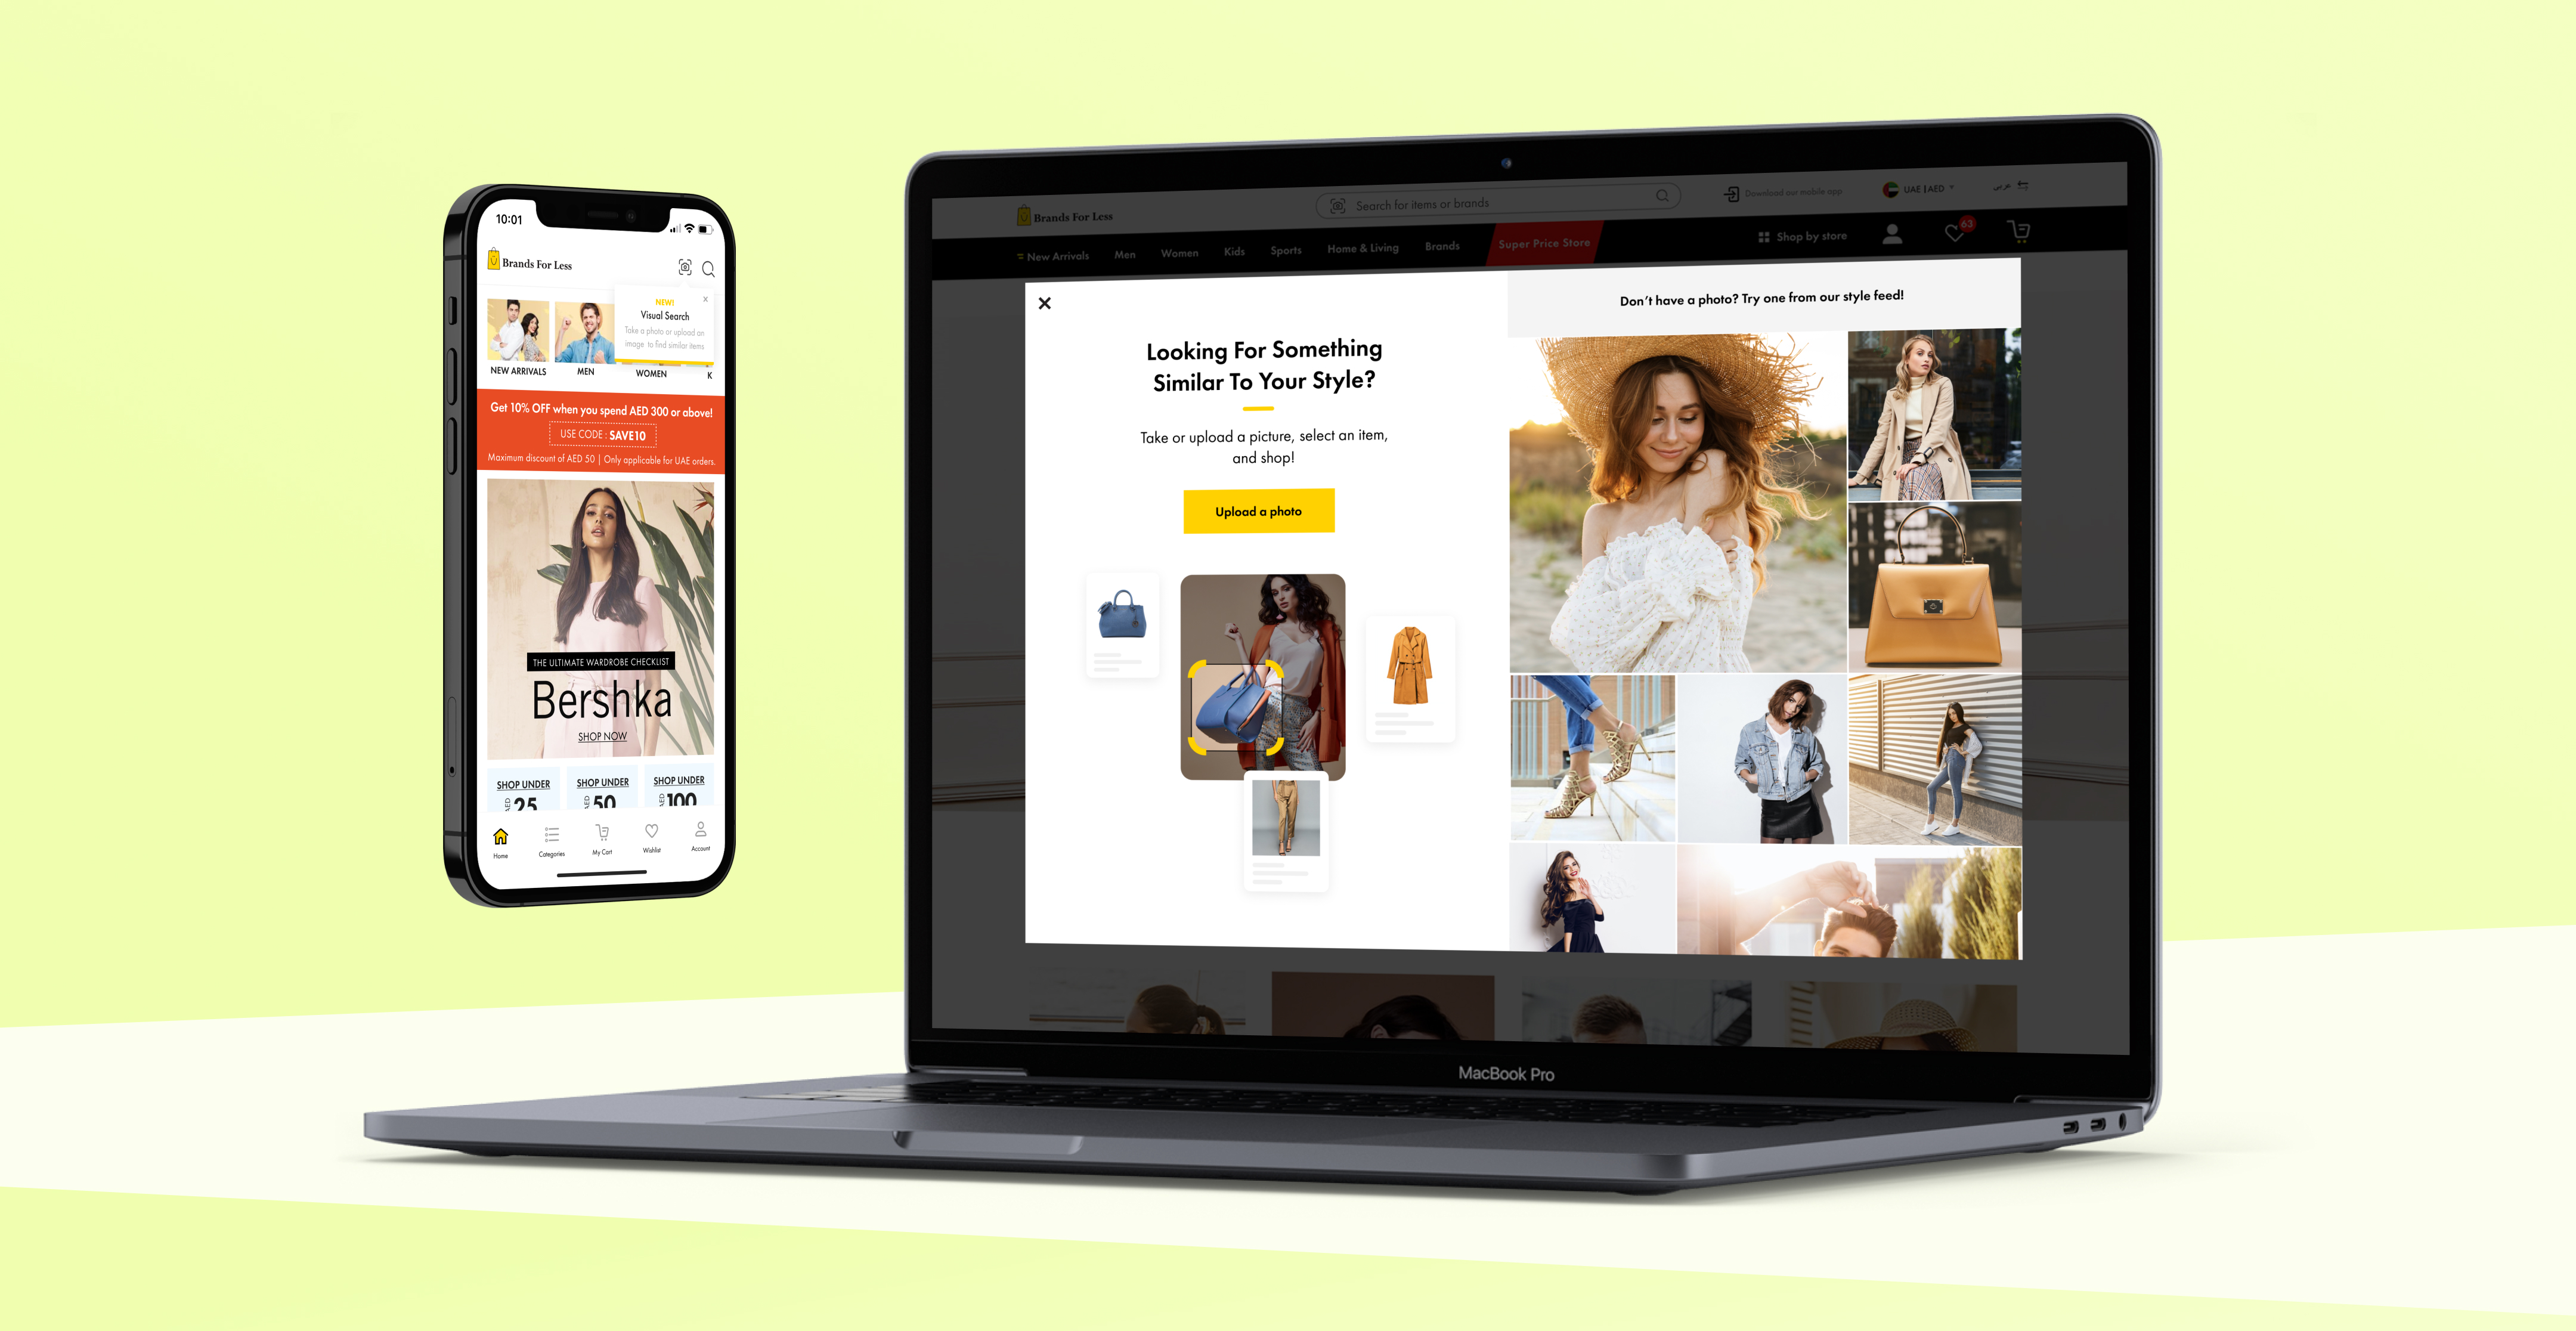 10:01
Brands For Less
NEW!
x
Visual Search
Take a photo or upload an
image to find similar items
NEW ARRIVALS
MEN
WOMEN
K
Get 10% OFF when you spend AED 300 or above!
USE CODE : SAVE10
Maximum discount of AED 50 | Only applicable for UAE orders.
THE ULTIMATE WARDROBE CHECKLIST
Bershka
SHOP NOW
SHOP UNDER
AED 25
SHOP UNDER
AED 50
SHOP UNDER
AED 100
Home
Categories
My Cart
Wishlist
Account
Brands For Less
Search for items or brands
Download our mobile app
UAE | AED
عربي
New Arrivals
Men
Women
Kids
Sports
Home & Living
Brands
Super Price Store
Shop by store
63
Looking For Something
Similar To Your Style?
Take or upload a picture, select an item,
and shop!
Upload a photo
Don't have a photo? Try one from our style feed!
MacBook Pro